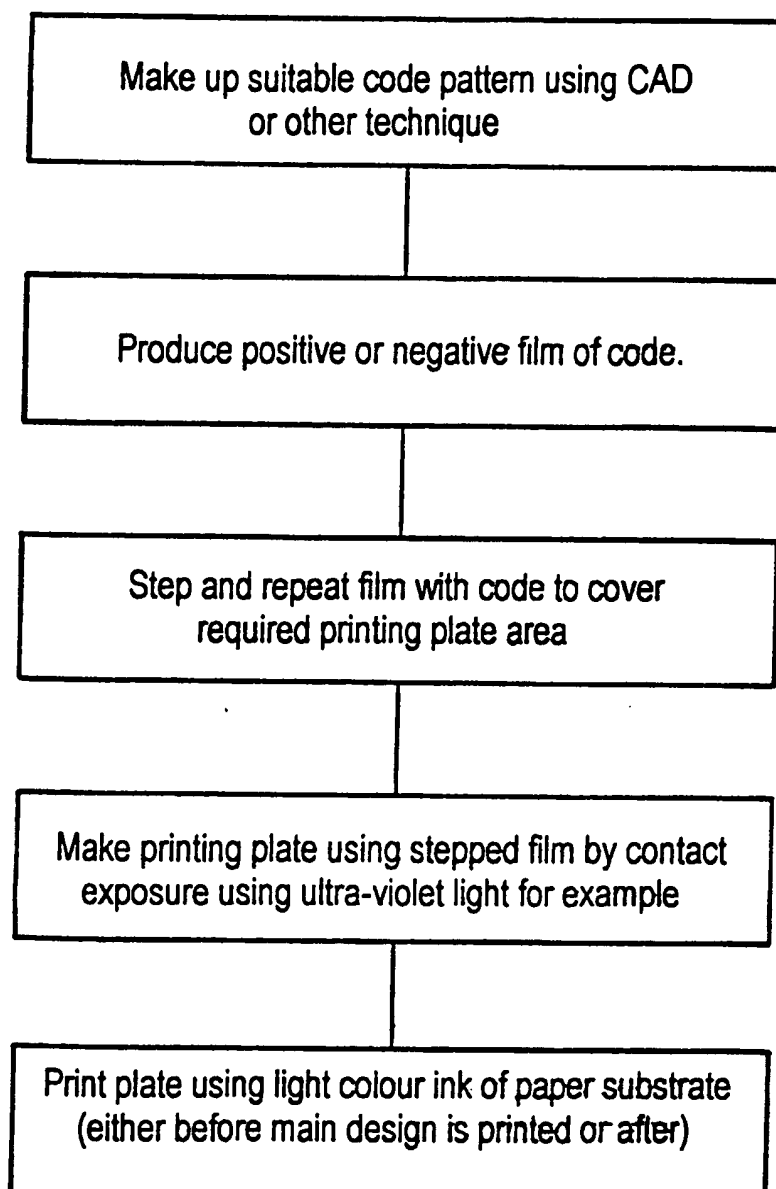 Make up suitable code pattern using CAD
or other technique
Produce positive or negative film of code.
Step and repeat film with code to cover
required printing plate area
Make printing plate using stepped film by contact
exposure using ultra-violet light for example
Print plate using light colour ink of paper substrate
(either before main design is printed or after)